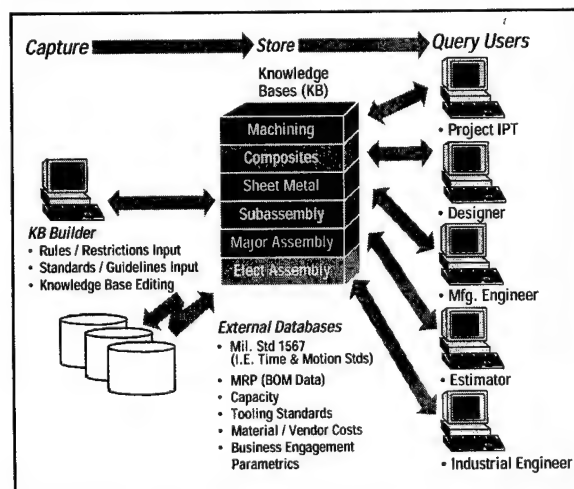 Capture
Store
Query Users
Knowledge
Bases (KB)
Machining
Composites
Sheet Metal
Subassembly
Major Assembly
Elect Assembly
KB Builder
• Rules / Restrictions Input
• Standards / Guidelines Input
• Knowledge Base Editing
External Databases
• Mil. Std 1567
(I.E. Time & Motion Stds)
• MRP (BOM Data)
• Capacity
• Tooling Standards
• Material / Vendor Costs
• Business Engagement
Parametrics
• Project IPT
• Designer
• Mfg. Engineer
• Estimator
• Industrial Engineer